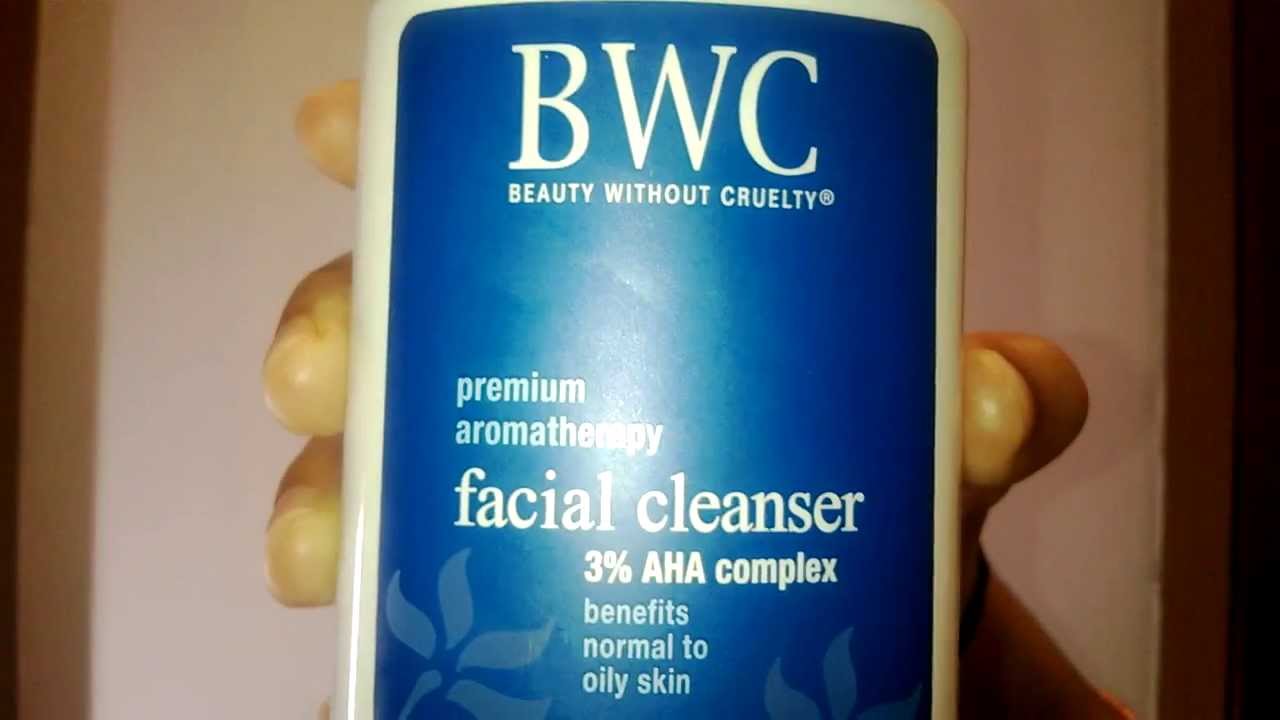 BWC
BEAUTY WITHOUT CRUELTY®
premium
aromatherapy
facial cleanser
3% AHA complex
benefits
normal to
oily skin